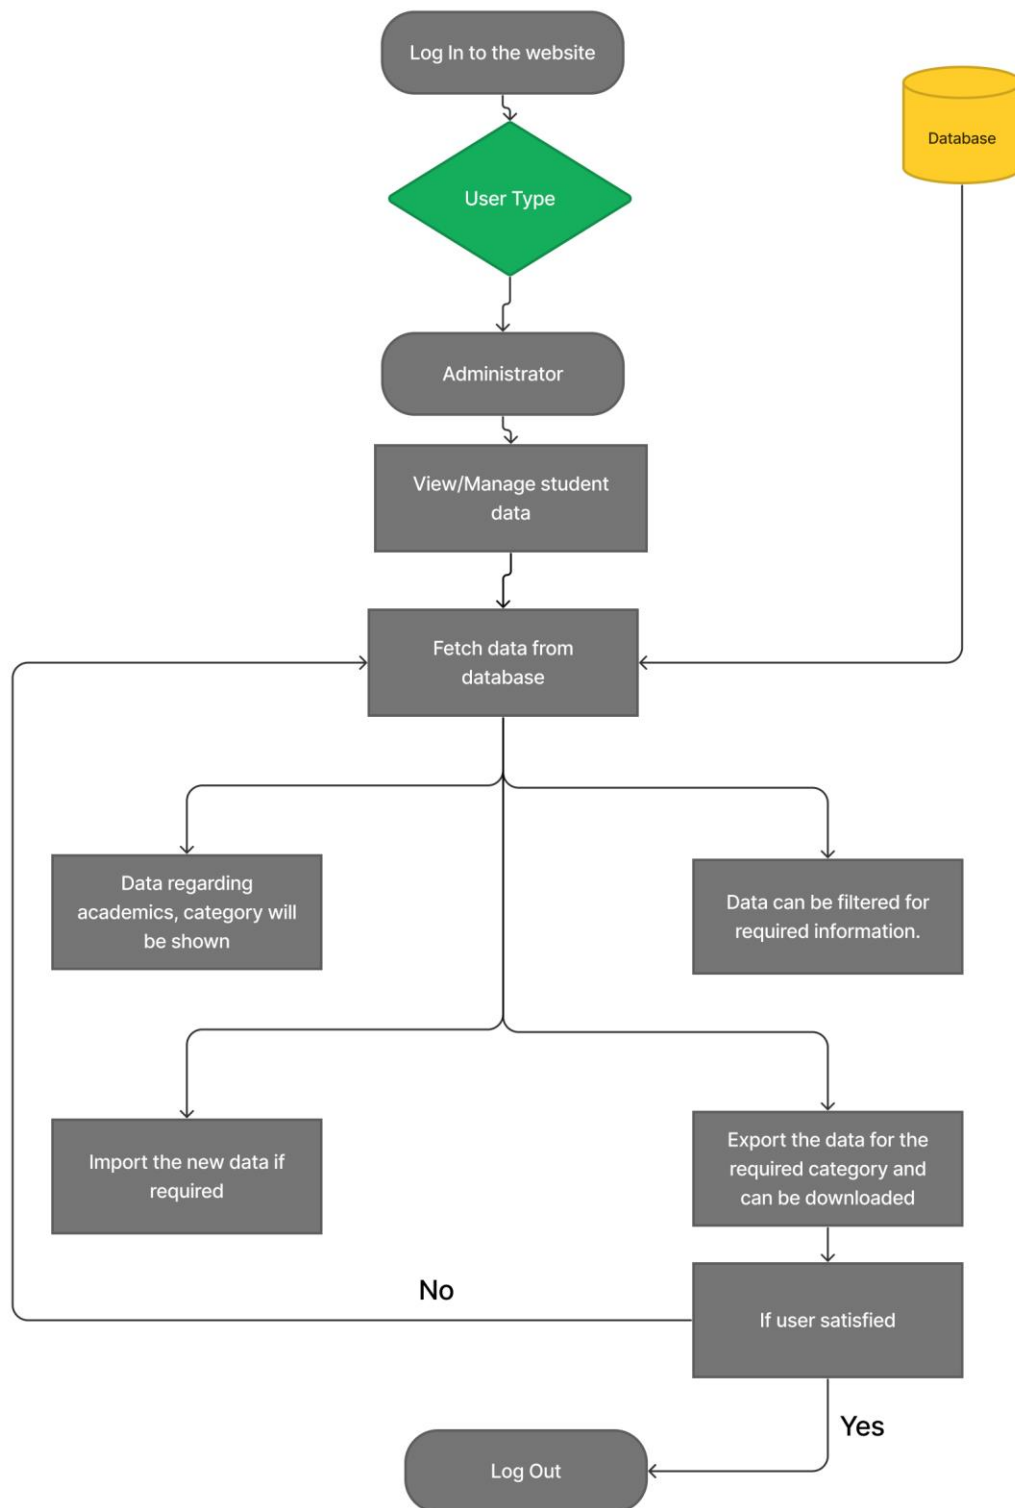 Log In to the website
Database
User Type
Administrator
View/Manage student
data
Fetch data from
database
Data regarding
academics, category will
be shown
Data can be filtered for
required information.
Import the new data if
required
Export the data for the
required category and
can be downloaded
No
If user satisfied
Yes
Log Out